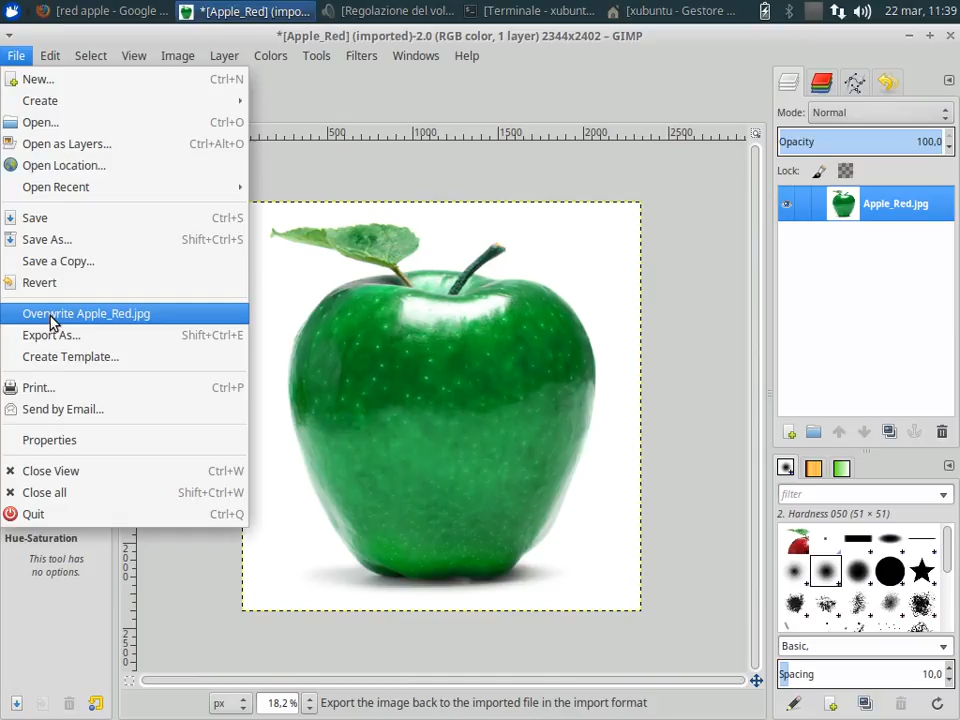 [red apple - Google ...
*[Apple_Red] (impo...
[Regolazione del vol...
[Terminale - xubunt...
[xubuntu - Gestore ...
22 mar, 11:39
*[Apple_Red] (imported)-2.0 (RGB color, 1 layer) 2344x2402 – GIMP
File Edit Select View Image Layer Colors Tools Filters Windows Help
New... Ctrl+N
Create
Open... Ctrl+O
Open as Layers... Ctrl+Alt+O
Open Location...
Open Recent
Save Ctrl+S
Save As... Shift+Ctrl+S
Save a Copy...
Revert
Overwrite Apple_Red.jpg
Export As... Shift+Ctrl+E
Create Template...
Print... Ctrl+P
Send by Email...
Properties
Close View Ctrl+W
Close all Shift+Ctrl+W
Quit Ctrl+Q
Hue-Saturation
This tool has
no options.
500 1000 1500 2000 2500
2000
2500
px
18,2 %
Export the image back to the imported file in the import format
Mode: Normal
Opacity 100,0
Lock:
Apple_Red.jpg
filter
2. Hardness 050 (51 × 51)
Basic,
Spacing 10,0